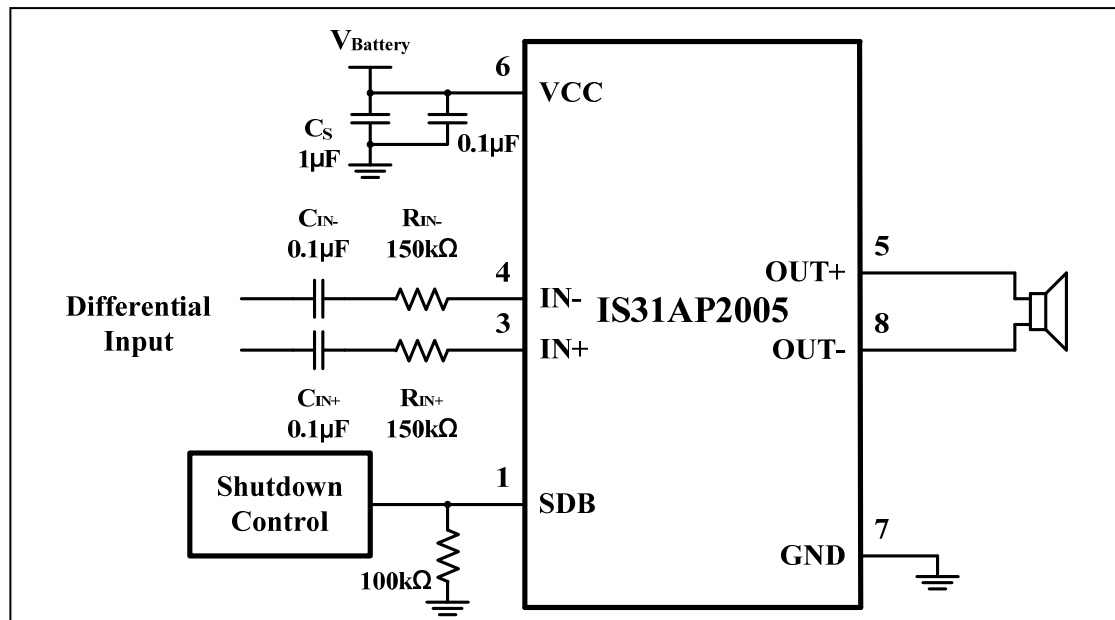 VBattery
6
VCC
CS
1µF
0.1µF
CIN-
0.1µF
RIN-
150kΩ
4
IN-
Differential
Input
3
IN+
CIN+
0.1µF
RIN+
150kΩ
IS31AP2005
5
OUT+
8
OUT-
Shutdown
Control
1
SDB
100kΩ
7
GND